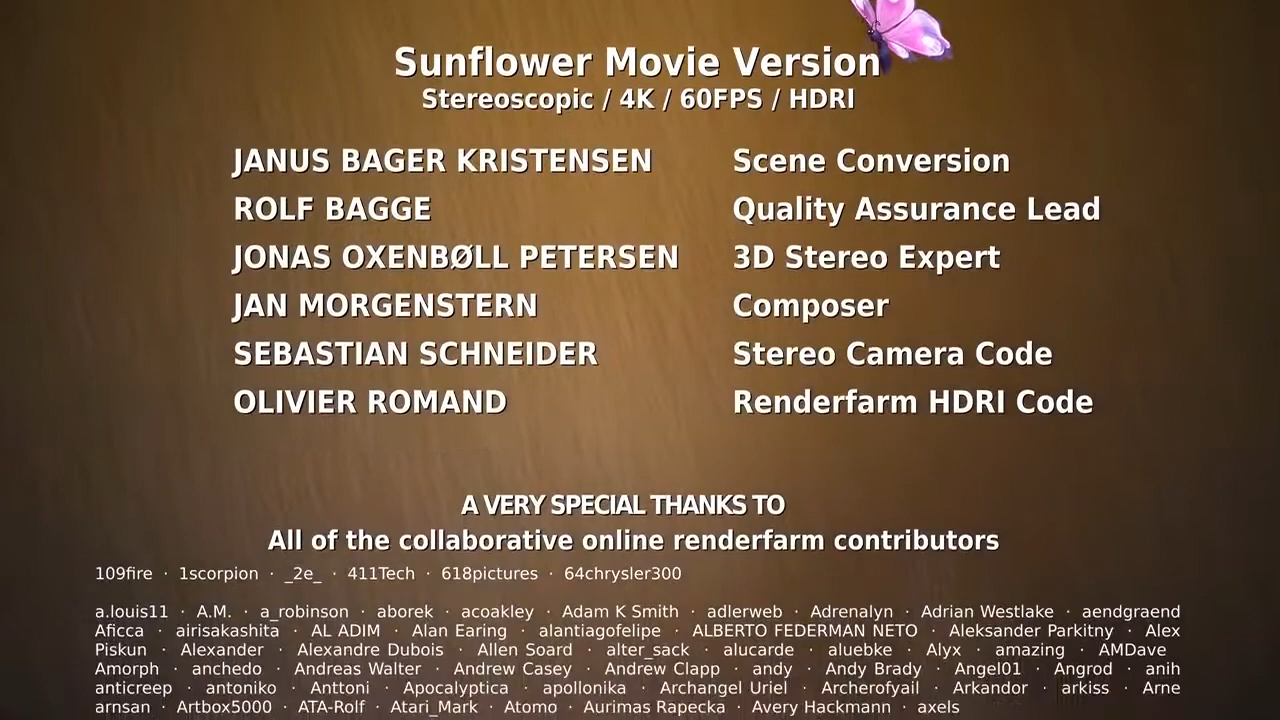 Sunflower Movie Version
Stereoscopic / 4K / 60FPS / HDRI
JANUS BAGER KRISTENSEN Scene Conversion
ROLF BAGGE Quality Assurance Lead
JONAS OXENBØLL PETERSEN 3D Stereo Expert
JAN MORGENSTERN Composer
SEBASTIAN SCHNEIDER Stereo Camera Code
OLIVIER ROMAND Renderfarm HDRI Code
A VERY SPECIAL THANKS TO
All of the collaborative online renderfarm contributors
109fire · 1scorpion · _2e_ · 411Tech · 618pictures · 64chrysler300
a.louis11 · A.M. · a_robinson · aborek · acoakley · Adam K Smith · adlerweb · Adrenalyn · Adrian Westlake · aendgraend
Aficca · airisakashita · AL ADIM · Alan Earing · alantiagofelipe · ALBERTO FEDERMAN NETO · Aleksander Parkitny · Alex
Piskun · Alexander · Alexandre Dubois · Allen Soard · alter_sack · alucarde · aluebke · Alyx · amazing · AMDave
Amorph · anchedo · Andreas Walter · Andrew Casey · Andrew Clapp · andy · Andy Brady · Angel01 · Angrod · anih
anticreep · antoniko · Anttoni · Apocalyptica · apollonika · Archangel Uriel · Archerofyail · Arkandor · arkiss · Arne
arnsan · Artbox5000 · ATA-Rolf · Atari_Mark · Atomo · Aurimas Rapecka · Avery Hackmann · axels